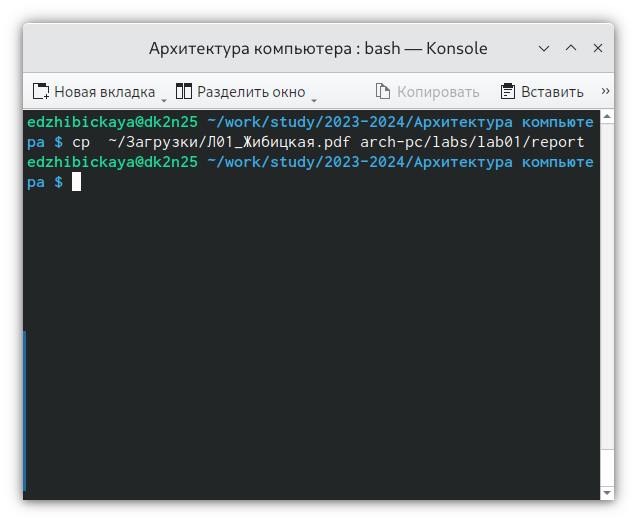 Архитектура компьютера : bash — Konsole
Новая вкладка Разделить окно Копировать Вставить »
edzhibickaya@dk2n25 ~/work/study/2023-2024/Архитектура компьюте
ра $ cp  ~/Загрузки/Л01_Жибицкая.pdf arch-pc/labs/lab01/report
edzhibickaya@dk2n25 ~/work/study/2023-2024/Архитектура компьюте
ра $